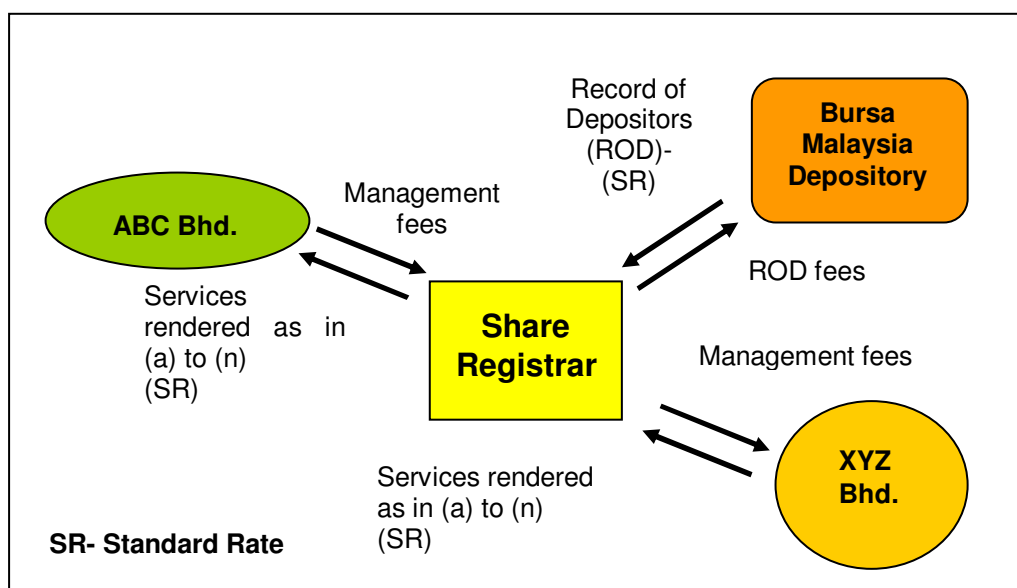 Record of
Depositors
(ROD)-
(SR)
Bursa
Malaysia
Depository
Management
fees
ABC Bhd.
ROD fees
Services
rendered as in
(a) to (n)
(SR)
Share
Registrar
Management fees
XYZ
Bhd.
Services rendered
as in (a) to (n)
(SR)
SR- Standard Rate